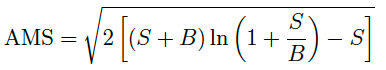 AMS = √(2[(S + B) ln(1 + S/B) − S])